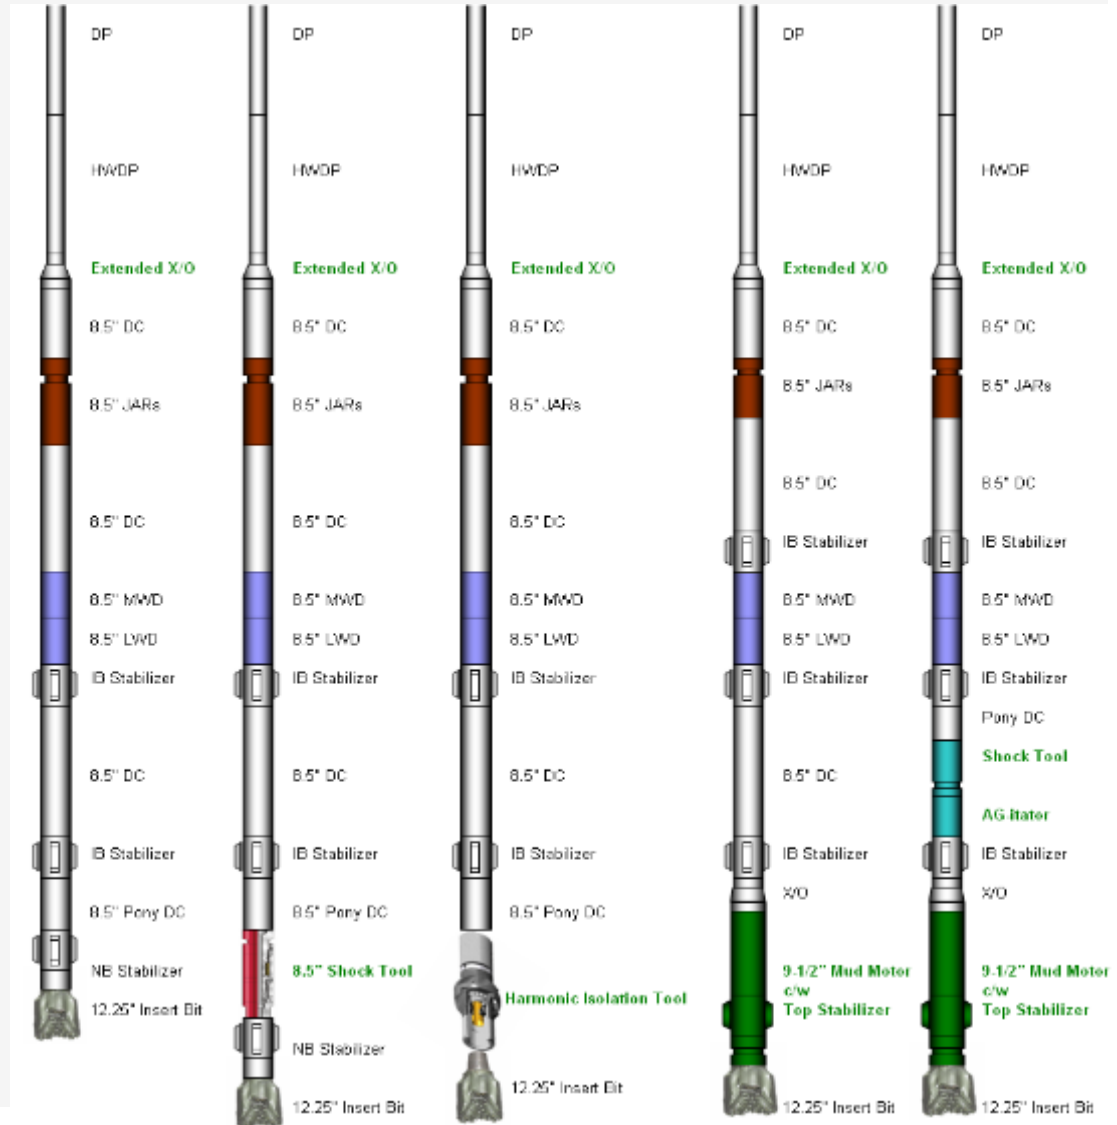 DP
HWDP
Extended X/O
8.5" DC
8.5" JARs
8.5" DC
8.5" MWD
8.5" LWD
IB Stabilizer
8.5" DC
IB Stabilizer
8.5" Pony DC
NB Stabilizer
12.25" Insert Bit
DP
HWDP
Extended X/O
8.5" DC
8.5" JARs
8.5" DC
8.5" MWD
8.5" LWD
IB Stabilizer
8.5" DC
IB Stabilizer
8.5" Pony DC
8.5" Shock Tool
NB Stabilizer
12.25" Insert Bit
DP
HWDP
Extended X/O
8.5" DC
8.5" JARs
8.5" DC
8.5" MWD
8.5" LWD
IB Stabilizer
8.5" DC
IB Stabilizer
8.5" Pony DC
Harmonic Isolation Tool
12.25" Insert Bit
DP
HWDP
Extended X/O
8.5" DC
8.5" JARs
8.5" DC
IB Stabilizer
8.5" MWD
8.5" LWD
IB Stabilizer
8.5" DC
IB Stabilizer
X/O
9-1/2" Mud Motor
c/w
Top Stabilizer
12.25" Insert Bit
DP
HWDP
Extended X/O
8.5" DC
8.5" JARs
8.5" DC
IB Stabilizer
8.5" MWD
8.5" LWD
IB Stabilizer
Pony DC
Shock Tool
AG-itator
IB Stabilizer
X/O
9-1/2" Mud Motor
c/w
Top Stabilizer
12.25" Insert Bit